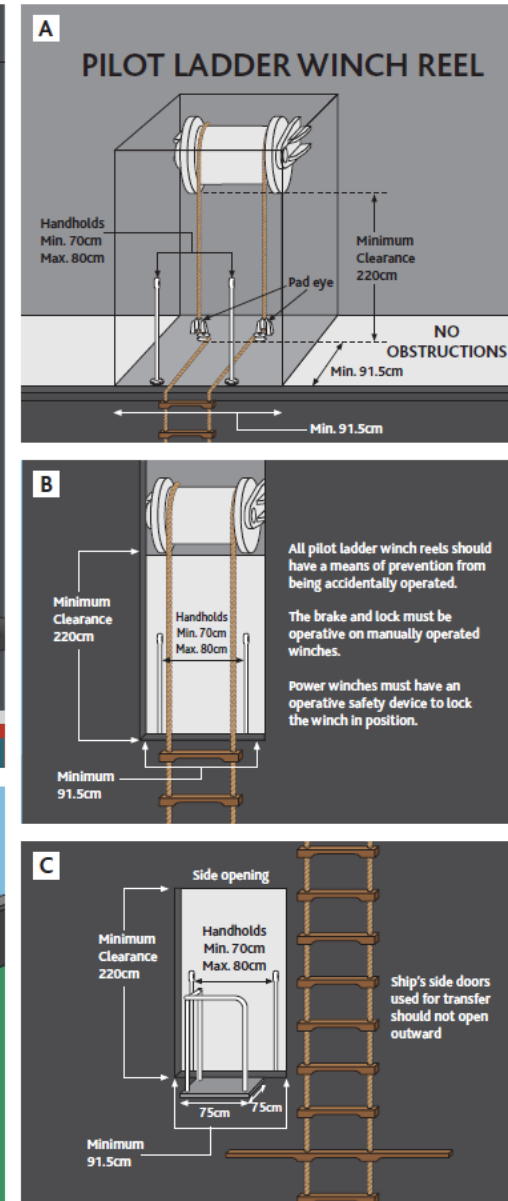 A
PILOT LADDER WINCH REEL
Handholds
Min. 70cm
Max. 80cm
Minimum
Clearance
220cm
Pad eye
NO
OBSTRUCTIONS
Min. 91.5cm
Min. 91.5cm
B
All pilot ladder winch reels should
have a means of prevention from
being accidentally operated.
The brake and lock must be
operative on manually operated
winches.
Power winches must have an
operative safety device to lock
the winch in position.
Minimum
Clearance
220cm
Handholds
Min. 70cm
Max. 80cm
Minimum
91.5cm
C
Side opening
Handholds
Min. 70cm
Max. 80cm
Minimum
Clearance
220cm
Ship's side doors
used for transfer
should not open
outward
75cm
75cm
Minimum
91.5cm